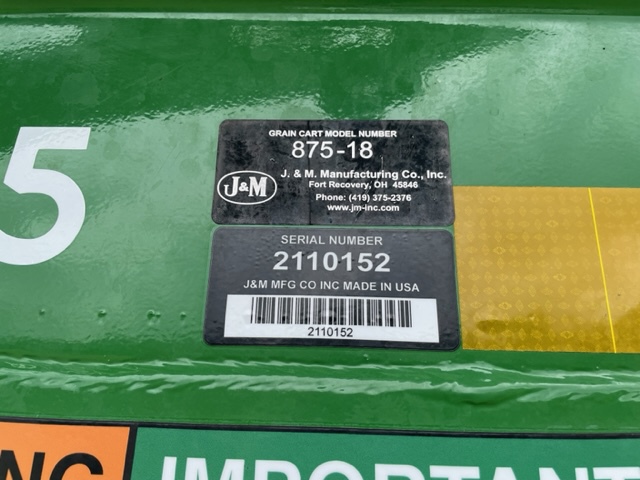 5
GRAIN CART MODEL NUMBER
875-18
J&M
J. & M. Manufacturing Co., Inc.
Fort Recovery, OH 45846
Phone: (419) 375-2376
www.jm-inc.com
SERIAL NUMBER
2110152
J&M MFG CO INC MADE IN USA
2110152
NG
IMPORTANT